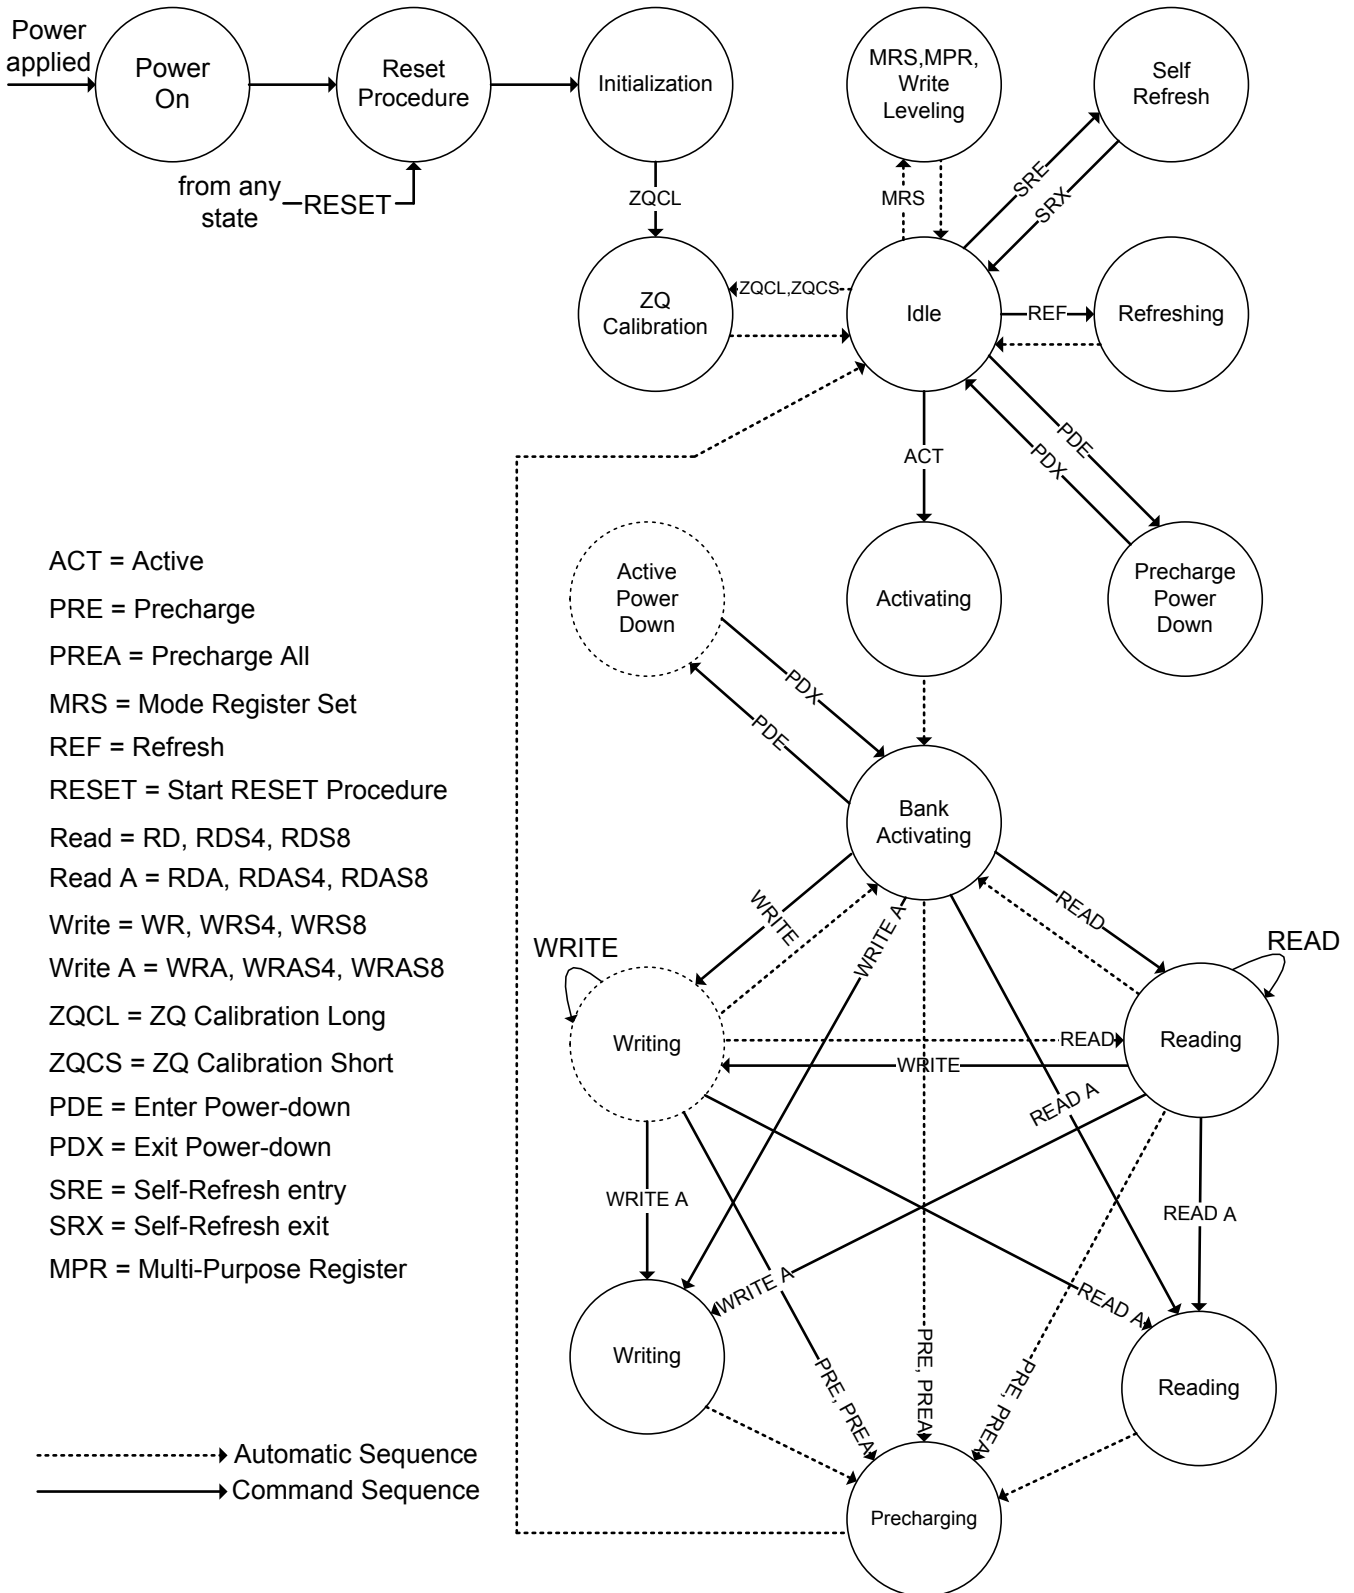 Power
applied
Power
On
Reset
Procedure
Initialization
MRS,MPR,
Write
Leveling
Self
Refresh
from any
state
RESET
ZQCL
MRS
SRE
SRX
ZQ
Calibration
ZQCL,ZQCS
Idle
REF
Refreshing
ACT
PDE
PDX
Active
Power
Down
Activating
Precharge
Power
Down
ACT = Active
PRE = Precharge
PREA = Precharge All
MRS = Mode Register Set
REF = Refresh
RESET = Start RESET Procedure
Read = RD, RDS4, RDS8
Read A = RDA, RDAS4, RDAS8
Write = WR, WRS4, WRS8
Write A = WRA, WRAS4, WRAS8
ZQCL = ZQ Calibration Long
ZQCS = ZQ Calibration Short
PDE = Enter Power-down
PDX = Exit Power-down
SRE = Self-Refresh entry
SRX = Self-Refresh exit
MPR = Multi-Purpose Register
PDX
PDE
Bank
Activating
WRITE
WRITE A
READ
WRITE
READ
Writing
READ
Reading
WRITE
READ A
WRITE A
READ A
WRITE A
READ A
Writing
PRE, PREA
PRE, PREA
PRE, PREA
Reading
Precharging
Automatic Sequence
Command Sequence